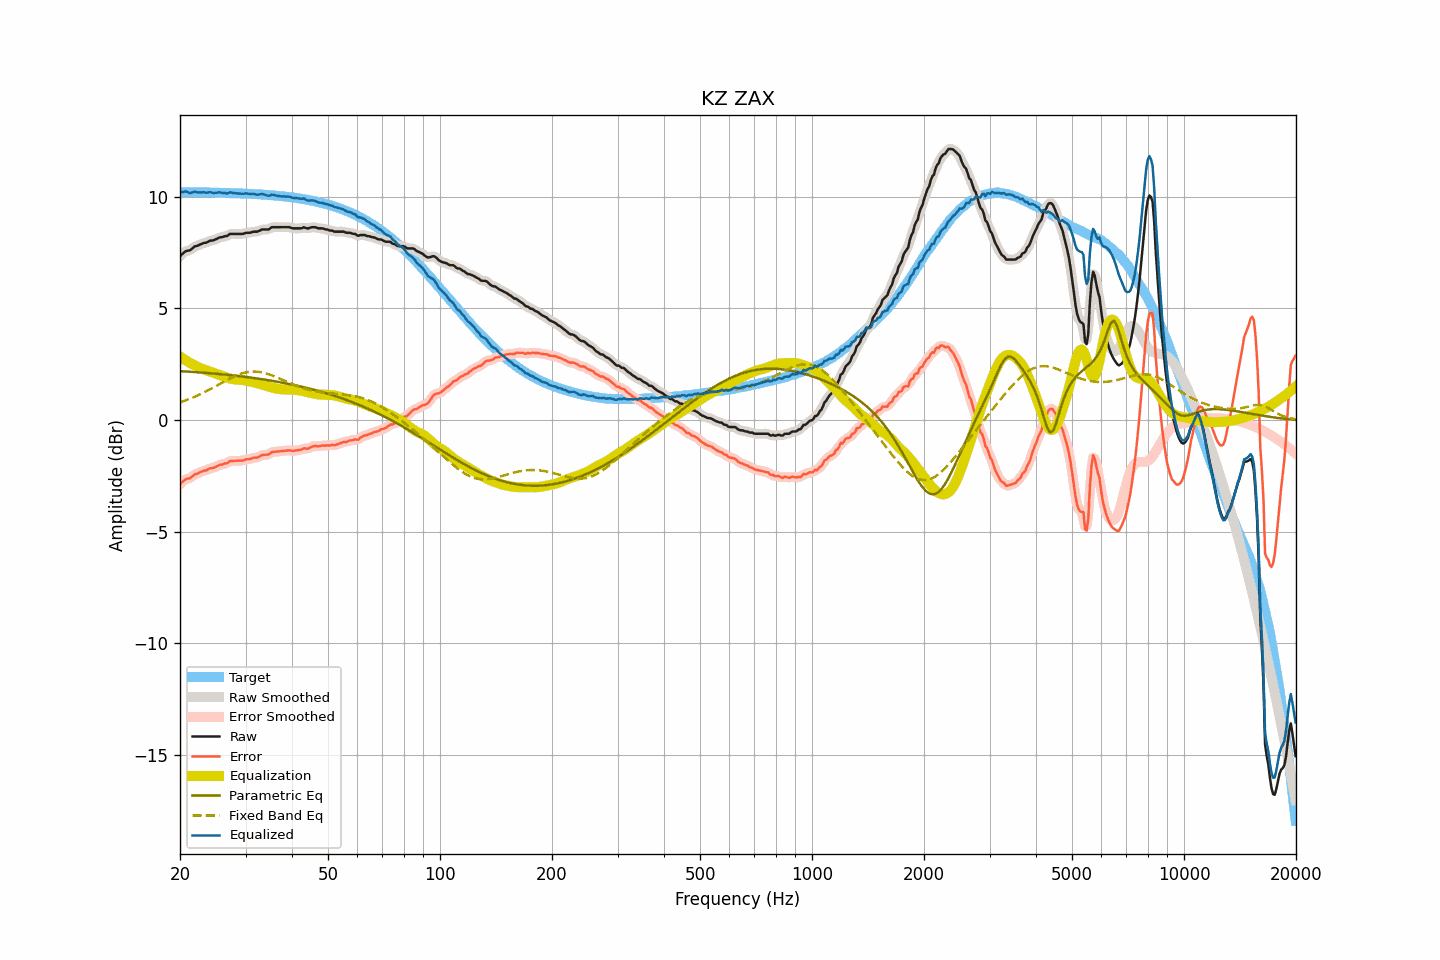 KZ ZAX
Amplitude (dBr)
10
5
0
−5
−10
−15
Target
Raw Smoothed
Error Smoothed
Raw
Error
Equalization
Parametric Eq
Fixed Band Eq
Equalized
20 50 100 200 500 1000 2000 5000 10000 20000
Frequency (Hz)